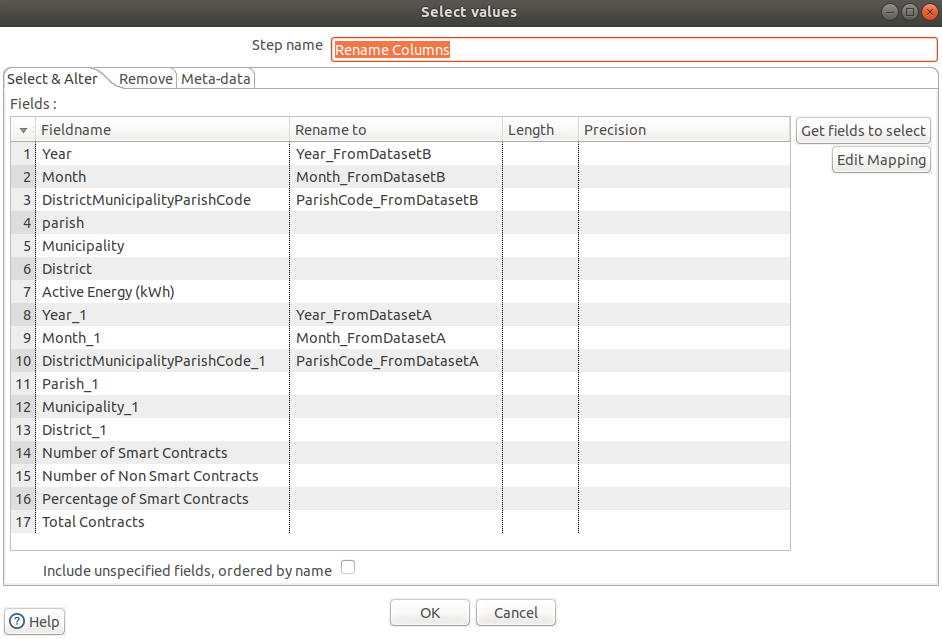 Select values
Step name Rename Columns
Select & Alter Remove Meta-data
Fields :
Fieldname Rename to Length Precision
1 Year Year_FromDatasetB
2 Month Month_FromDatasetB
3 DistrictMunicipalityParishCode ParishCode_FromDatasetB
4 parish
5 Municipality
6 District
7 Active Energy (kWh)
8 Year_1 Year_FromDatasetA
9 Month_1 Month_FromDatasetA
10 DistrictMunicipalityParishCode_1 ParishCode_FromDatasetA
11 Parish_1
12 Municipality_1
13 District_1
14 Number of Smart Contracts
15 Number of Non Smart Contracts
16 Percentage of Smart Contracts
17 Total Contracts
Get fields to select
Edit Mapping
Include unspecified fields, ordered by name
Help OK Cancel